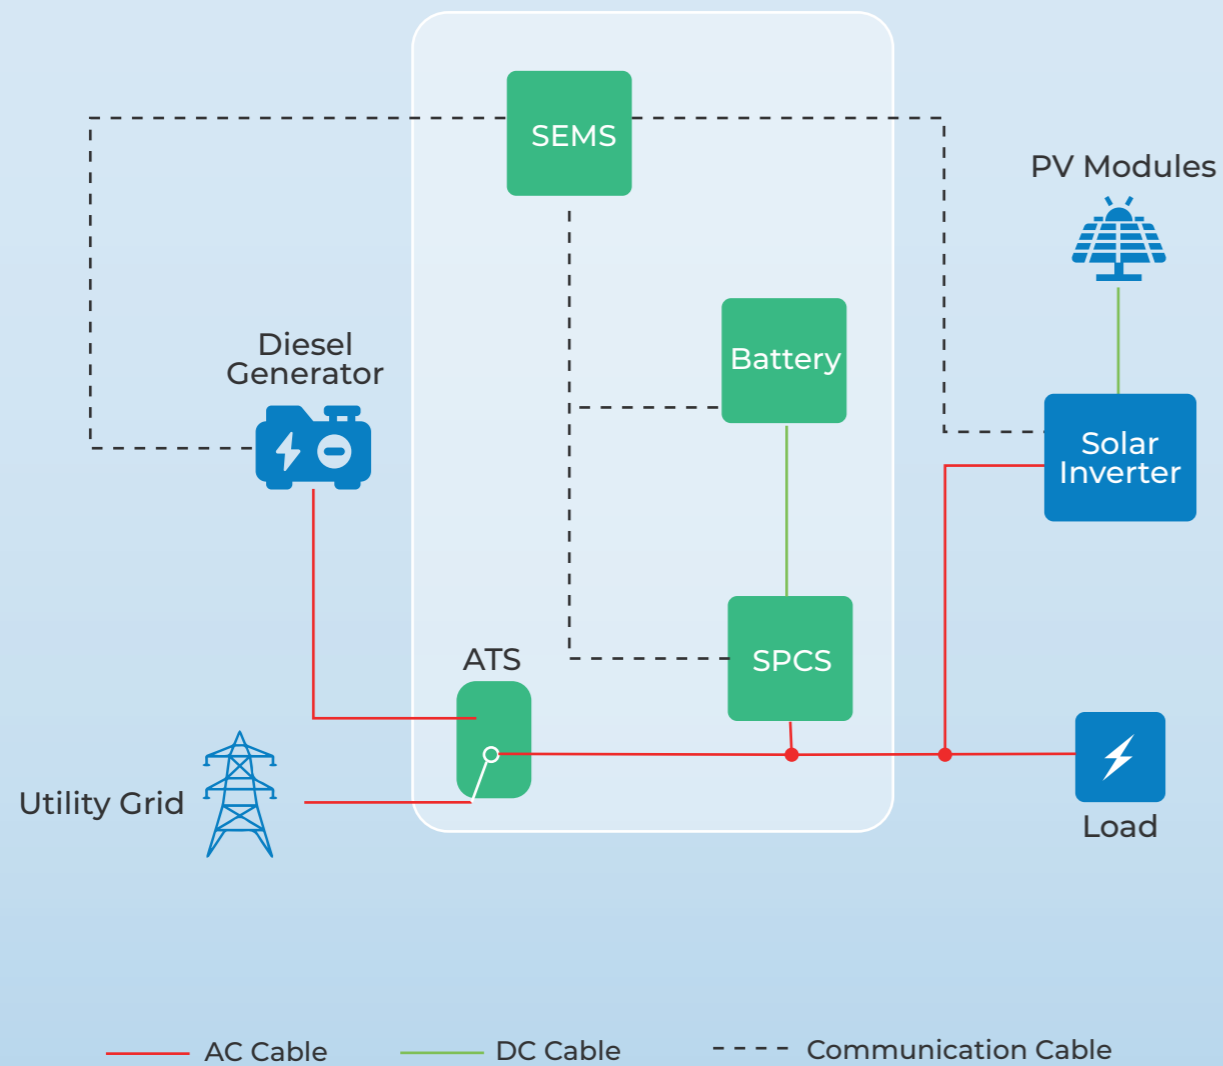 SEMS
PV Modules
Diesel
Generator
Battery
Solar
Inverter
ATS
SPCS
Utility Grid
Load
AC Cable
DC Cable
Communication Cable